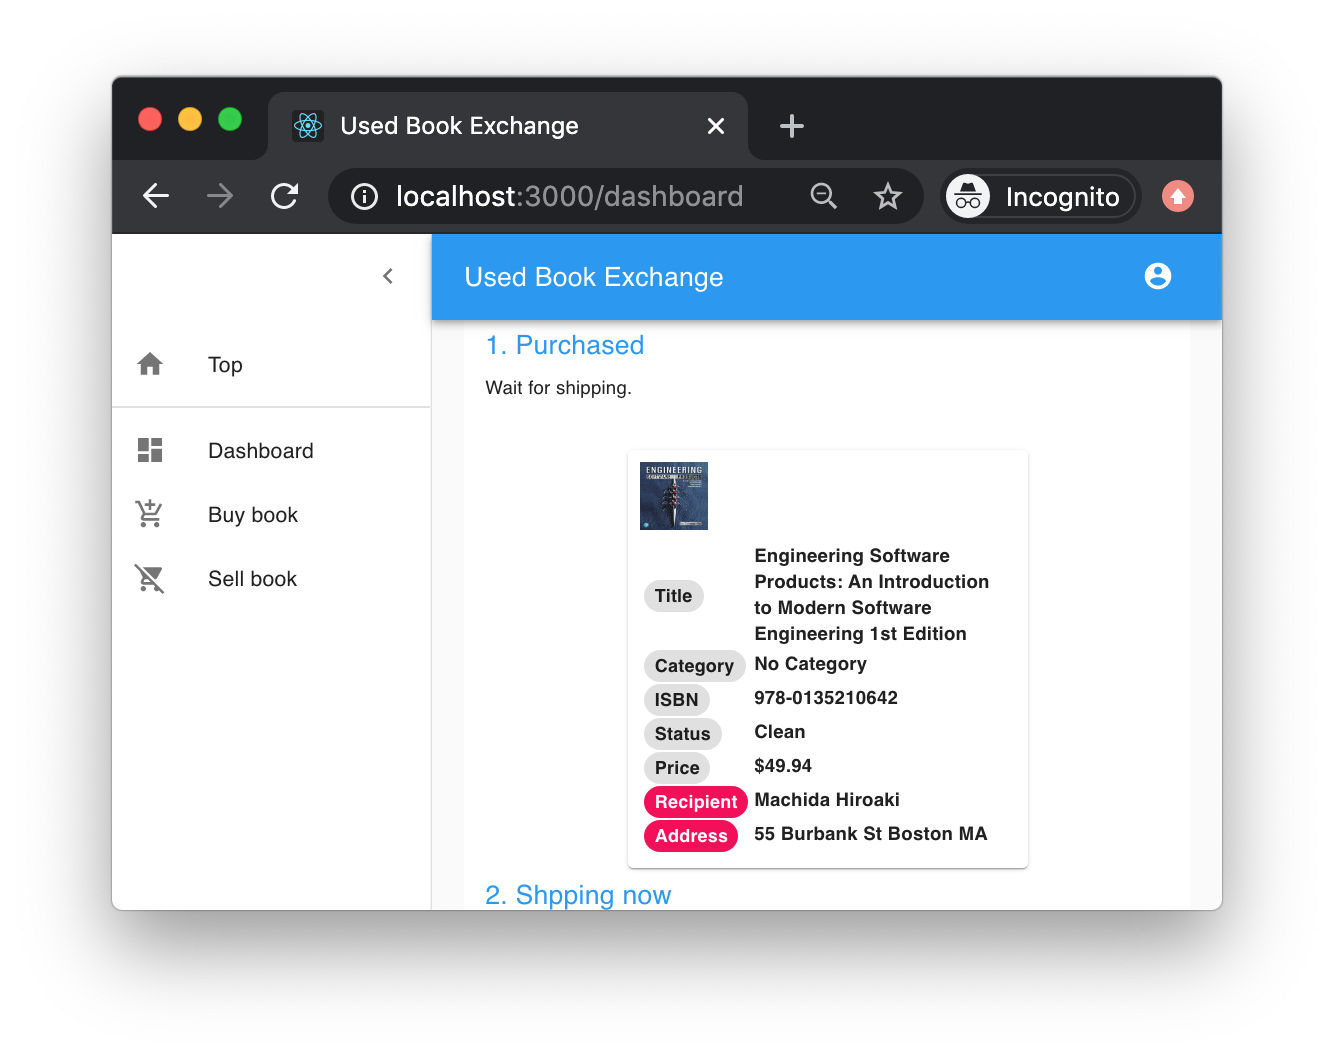 Used Book Exchange
localhost:3000/dashboard
Incognito
Used Book Exchange
Top
Dashboard
Buy book
Sell book
1. Purchased
Wait for shipping.
ENGINEERING
SOFTWARE PRODUCTS
Title
Engineering Software
Products: An Introduction
to Modern Software
Engineering 1st Edition
Category No Category
ISBN 978-0135210642
Status Clean
Price $49.94
Recipient Machida Hiroaki
Address 55 Burbank St Boston MA
2. Shpping now